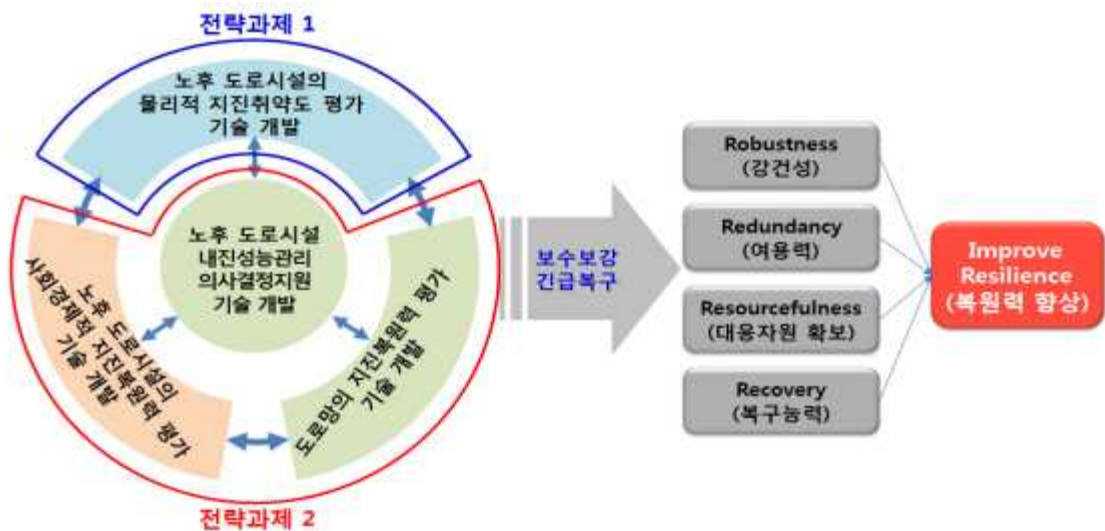 전략과제 1
노후 도로시설의
물리적 지진취약도 평가
기술 개발
노후 도로시설
내진성능관리
의사결정지원
기술 개발
노후 도로시설의
사회경제적 지진복원력 평가
기술 개발
도로망의 지진복원력 평가
기술 개발
전략과제 2
보수보강
긴급복구
Robustness
(강건성)
Redundancy
(여용력)
Resourcefulness
(대응자원 확보)
Recovery
(복구능력)
Improve
Resilience
(복원력 향상)